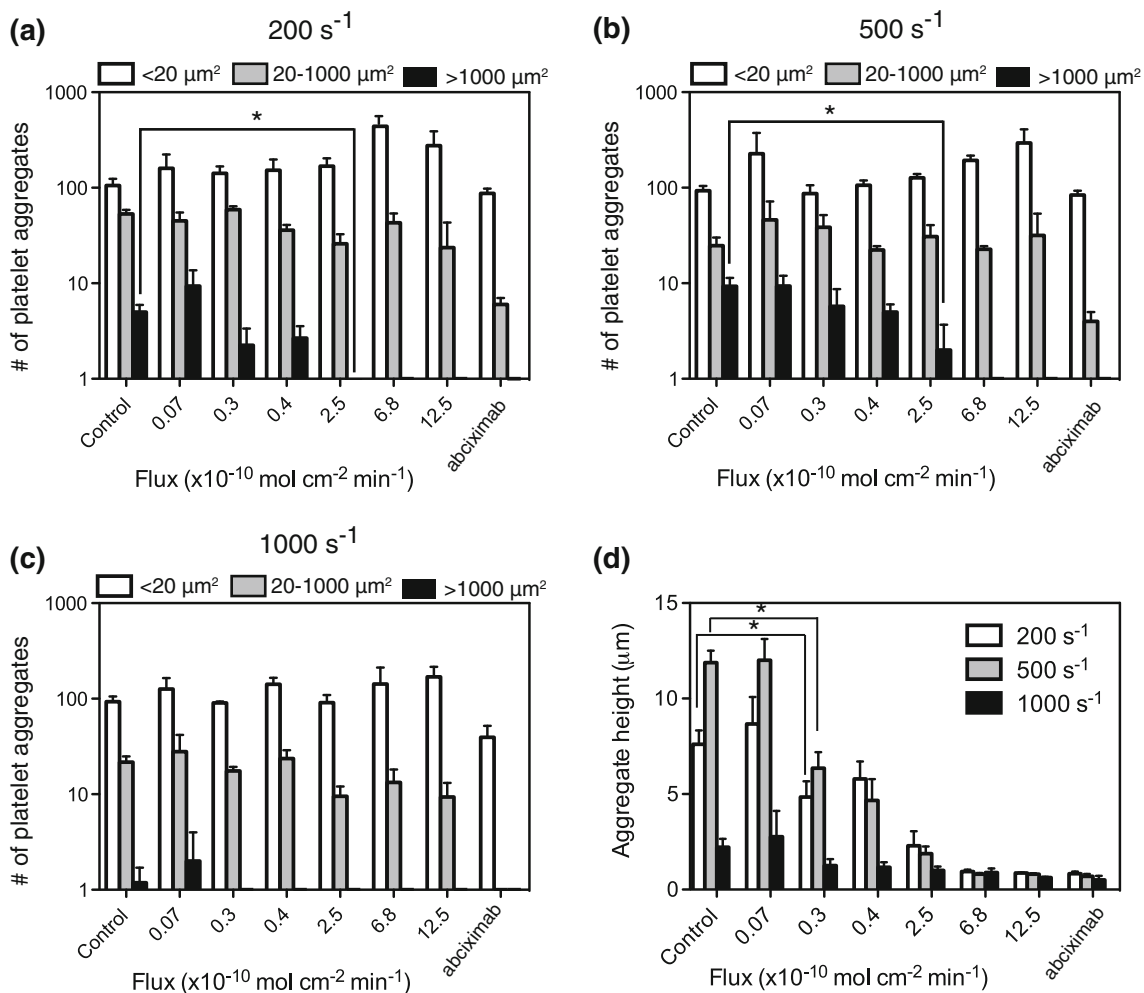 (a)
200 s⁻¹
<20 µm² 20-1000 µm² >1000 µm²
1000
100
10
1
# of platelet aggregates
*
Control 0.07 0.3 0.4 2.5 6.8 12.5 abciximab
Flux (x10⁻¹⁰ mol cm⁻² min⁻¹)
(b)
500 s⁻¹
<20 µm² 20-1000 µm² >1000 µm²
1000
100
10
1
# of platelet aggregates
*
Control 0.07 0.3 0.4 2.5 6.8 12.5 abciximab
Flux (x10⁻¹⁰ mol cm⁻² min⁻¹)
(c)
1000 s⁻¹
<20 µm² 20-1000 µm² >1000 µm²
1000
100
10
1
# of platelet aggregates
Control 0.07 0.3 0.4 2.5 6.8 12.5 abciximab
Flux (x10⁻¹⁰ mol cm⁻² min⁻¹)
(d)
15
10
5
0
Aggregate height (µm)
*
*
200 s⁻¹
500 s⁻¹
1000 s⁻¹
Control 0.07 0.3 0.4 2.5 6.8 12.5 abciximab
Flux (x10⁻¹⁰ mol cm⁻² min⁻¹)